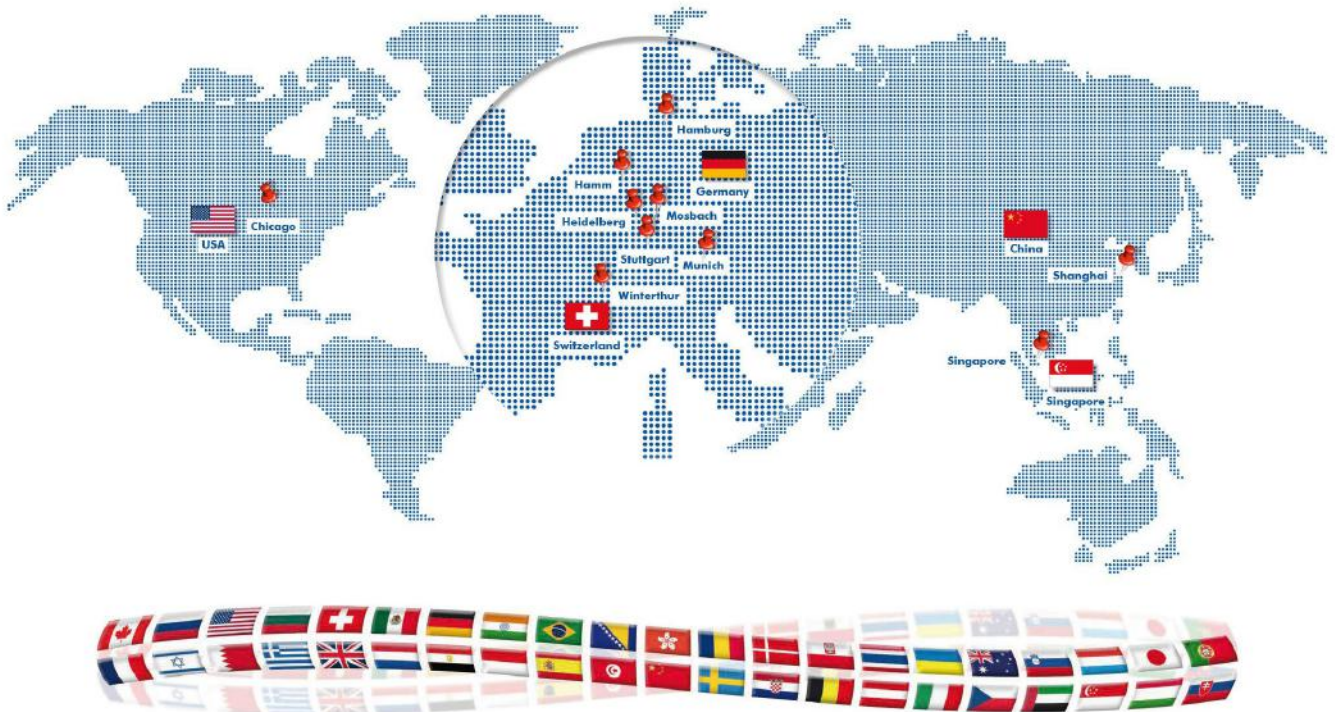 Hamburg
Hamm
Germany
Heidelberg
Mosbach
Chicago
USA
China
Stuttgart
Munich
Shanghai
Winterthur
Switzerland
Singapore
Singapore